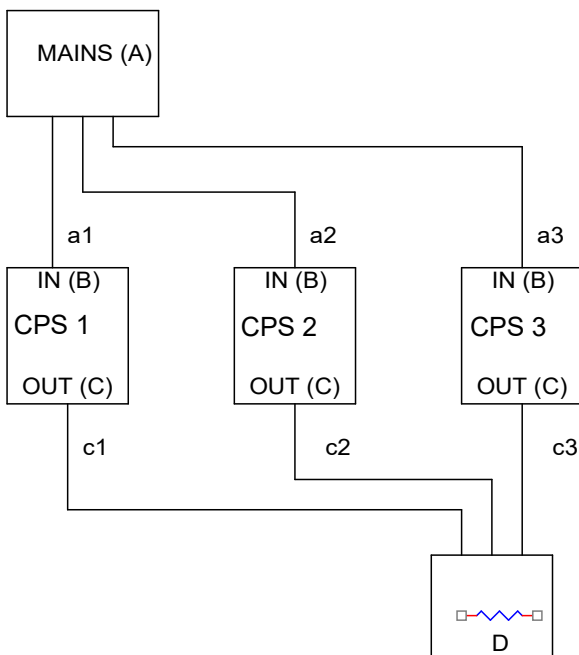 MAINS (A)
a1 a2 a3
IN (B) IN (B) IN (B)
CPS 1 CPS 2 CPS 3
OUT (C) OUT (C) OUT (C)
c1 c2 c3
D